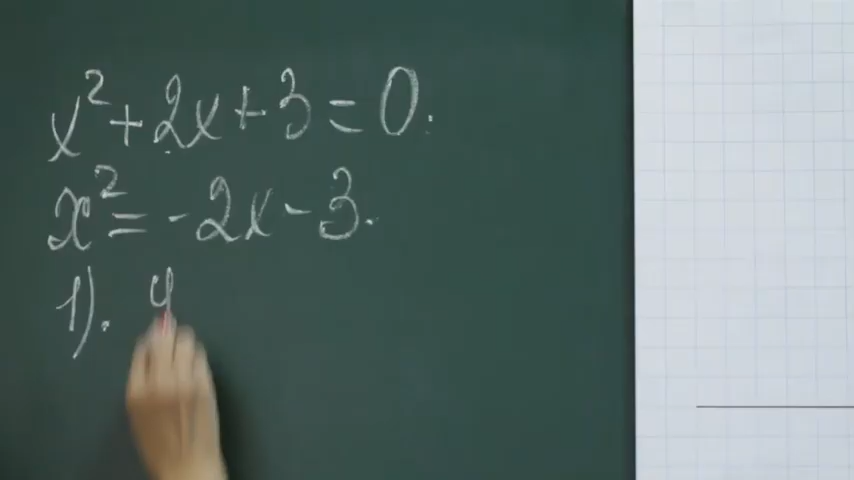 x² + 2x + 3 = 0.
x² = -2x - 3.
1). y